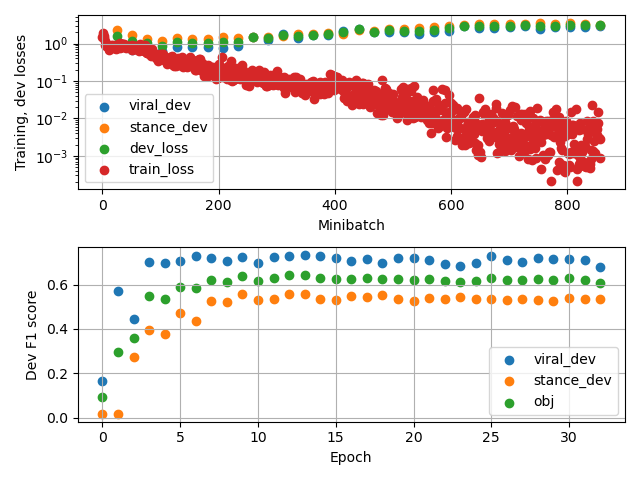 Training, dev losses
10⁰
10⁻¹
10⁻²
10⁻³
viral_dev
stance_dev
dev_loss
train_loss
0 200 400 600 800
Minibatch
Dev F1 score
0.6
0.4
0.2
0.0
viral_dev
stance_dev
obj
0 5 10 15 20 25 30
Epoch